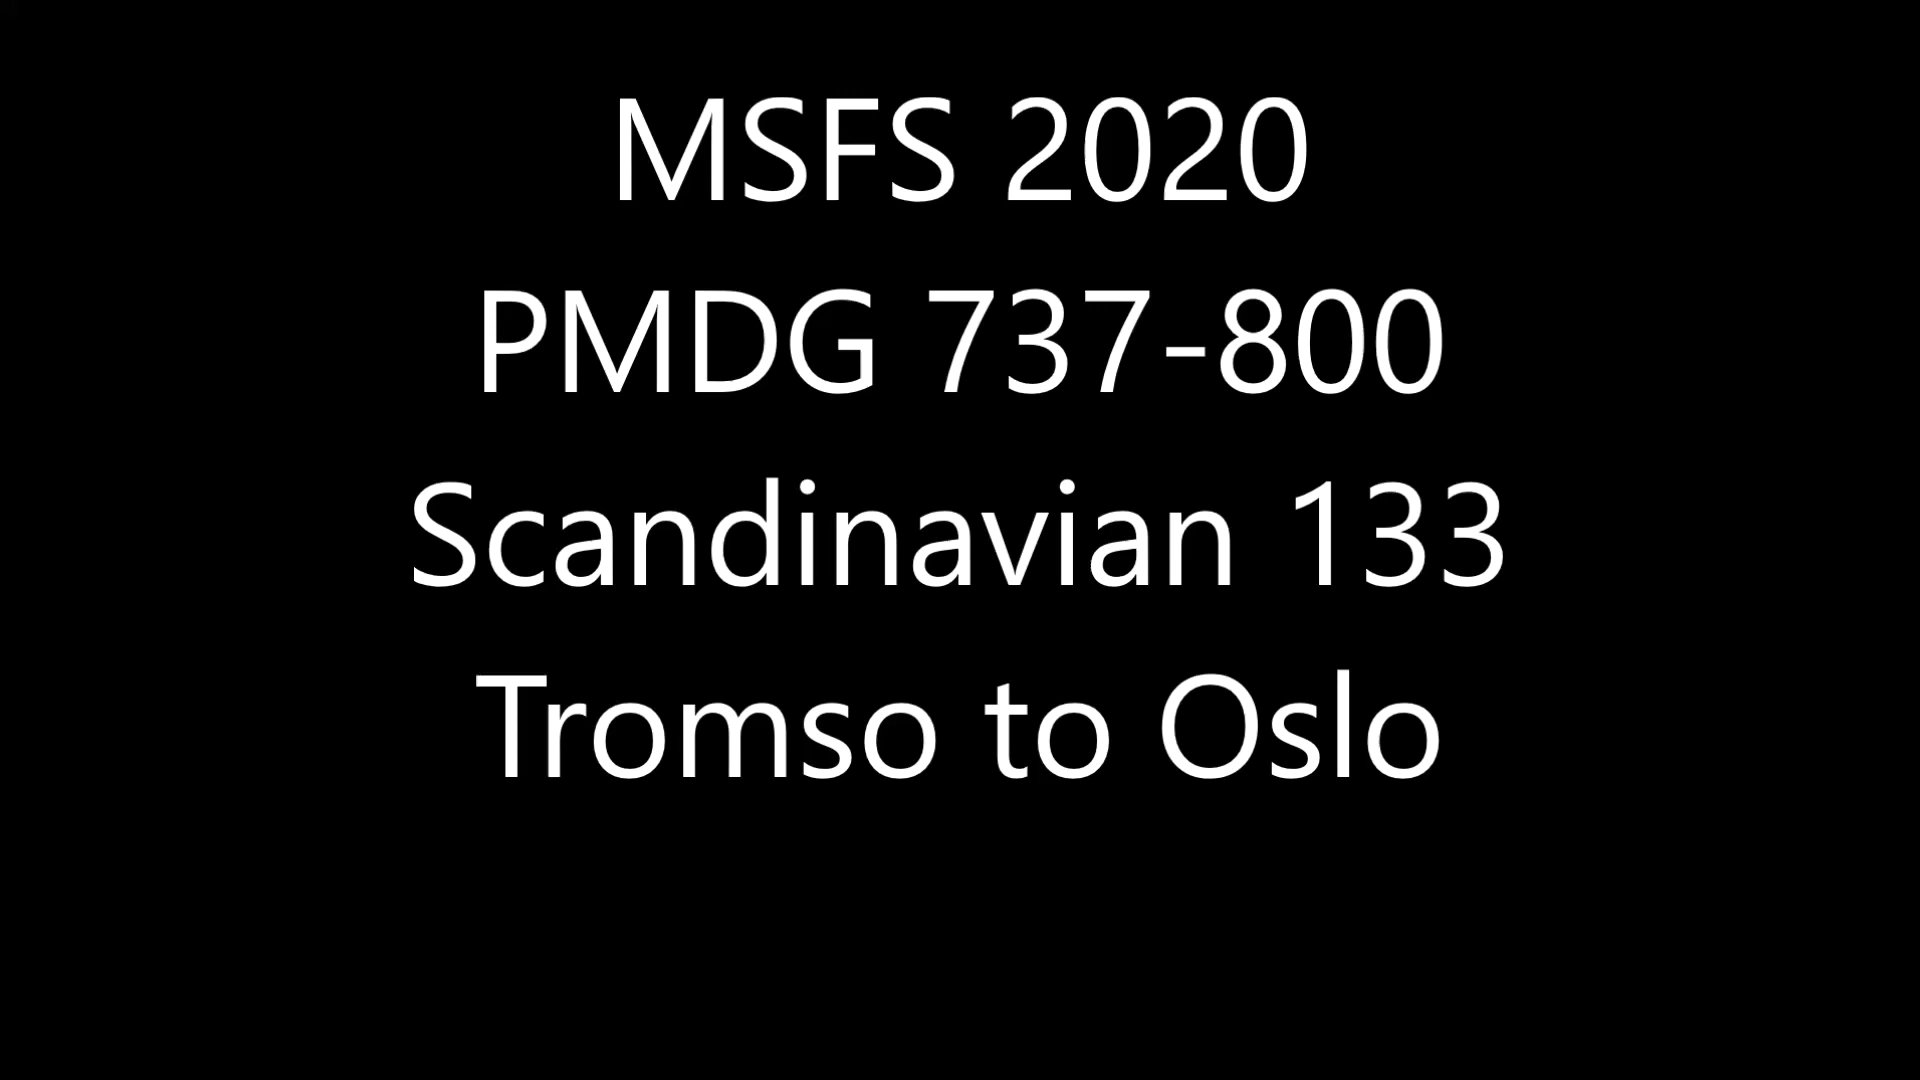 MSFS 2020
PMDG 737-800
Scandinavian 133
Tromso to Oslo